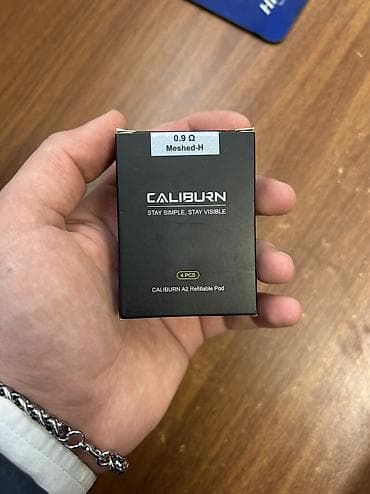 0.9 Ω
Meshed-H
CALIBURN
STAY SIMPLE, STAY VISIBLE
4 PCS
CALIBURN A2 Refillable Pod